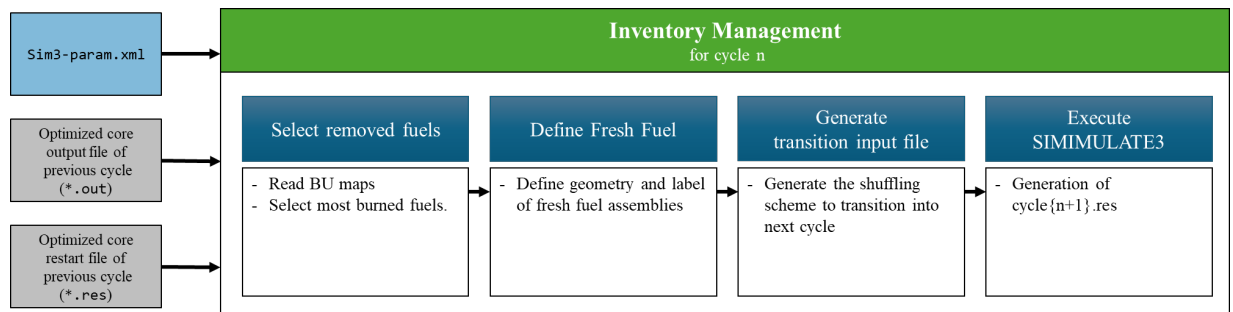 Sim3-param.xml
Optimized core
output file of
previous cycle
(*.out)
Optimized core
restart file of
previous cycle
(*.res)
Inventory Management
for cycle n
Select removed fuels
- Read BU maps
- Select most burned fuels.
Define Fresh Fuel
- Define geometry and label
of fresh fuel assemblies
Generate
transition input file
- Generate the shuffling
scheme to transition into
next cycle
Execute
SIMIMULATE3
- Generation of
cycle{n+1}.res